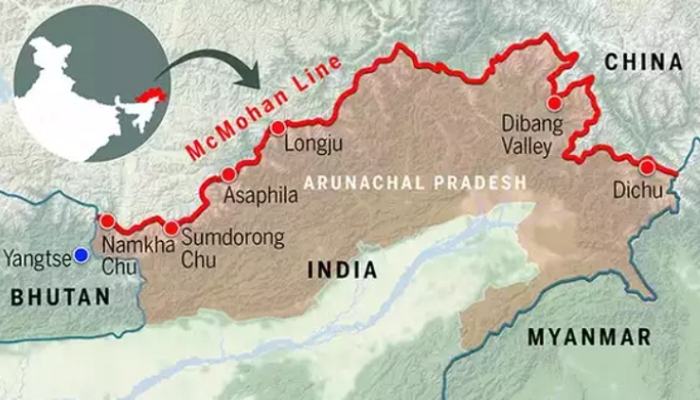 CHINA
McMohan Line
Longju
Dibang
Valley
Asaphila
ARUNACHAL PRADESH
Dichu
Namkha
Chu
Sumdorong
Chu
Yangtse
INDIA
BHUTAN
MYANMAR